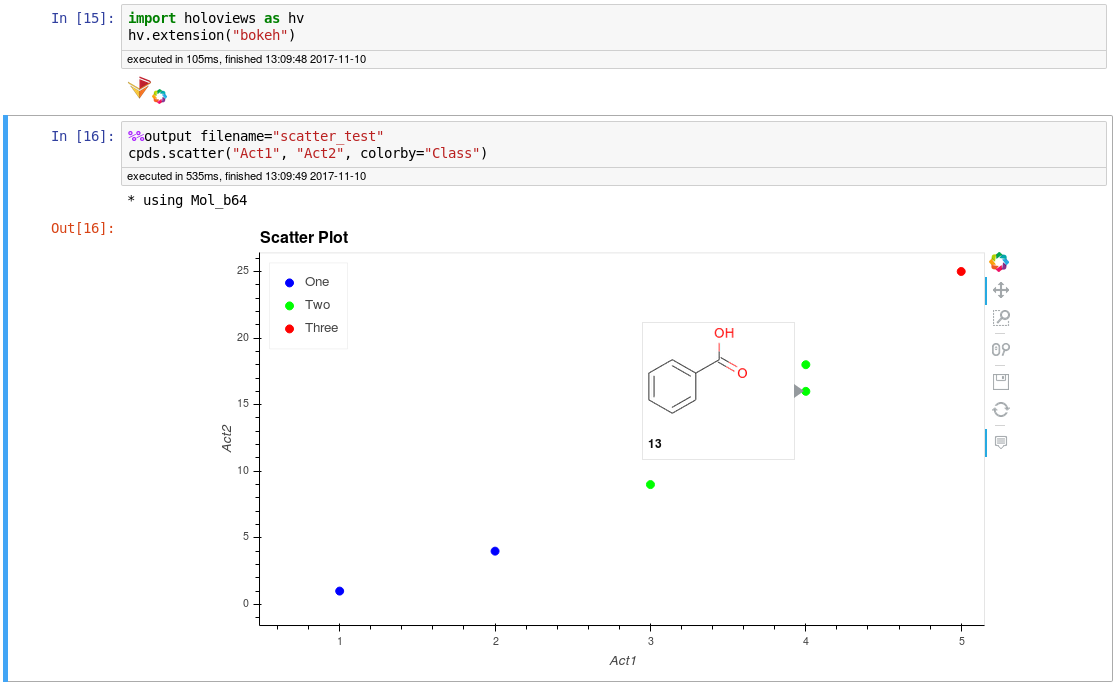 In [15]:
import holoviews as hv
hv.extension("bokeh")
executed in 105ms, finished 13:09:48 2017-11-10
In [16]:
%%output filename="scatter_test"
cpds.scatter("Act1", "Act2", colorby="Class")
executed in 535ms, finished 13:09:49 2017-11-10
* using Mol_b64
Out[16]:
Scatter Plot
One
Two
Three
25
20
15
10
5
0
Act2
OH
O
13
1 2 3 4 5
Act1